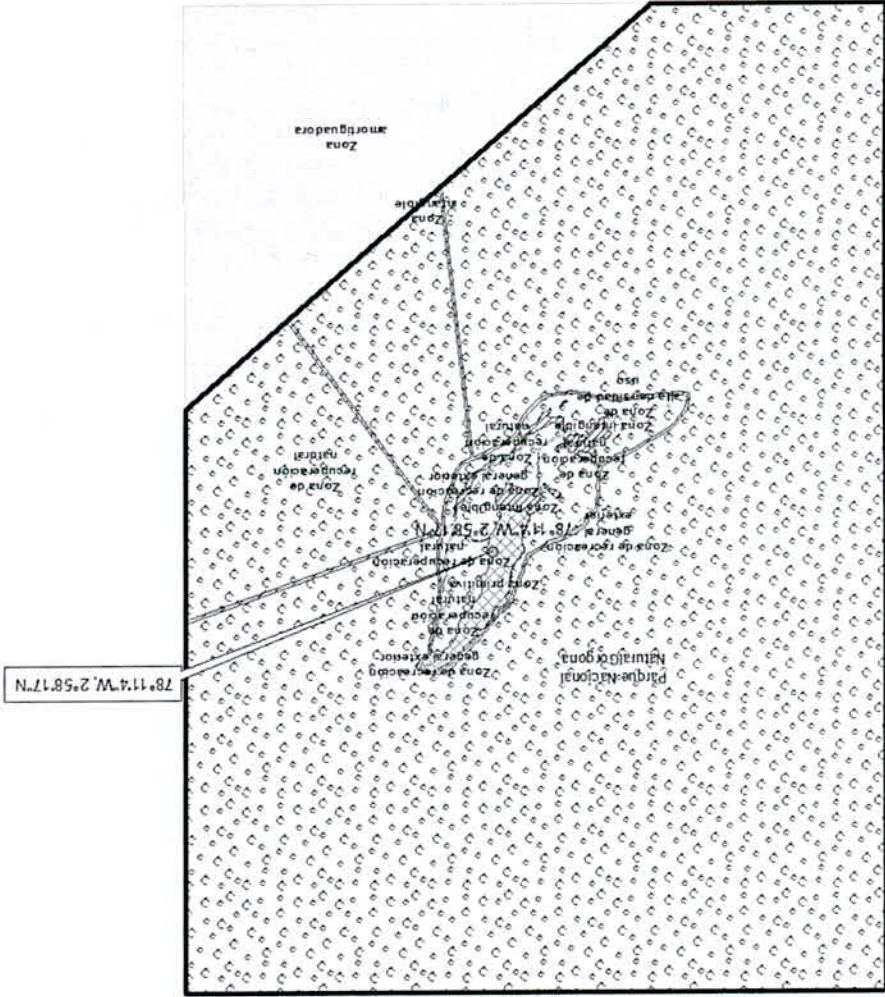 78°11'4"W, 2°58'17"N
Parque Nacional
Natural Gorgona
Zona de recreación
general exterior
Zona de
recuperación
natural
Zona primitiva
Zona de recuperación
natural
Zona de recreación
general
exterior
78°11'4"W, 2°58'17"N
Zona intangible
Zona de recreación
general exterior
Zona de
recuperación
natural
Zona de
recuperación
natural
Zona de
recuperación
natural
Zona intangible
Zona de
alta densidad de
uso
Zona
intangible
Zona
amortiguadora